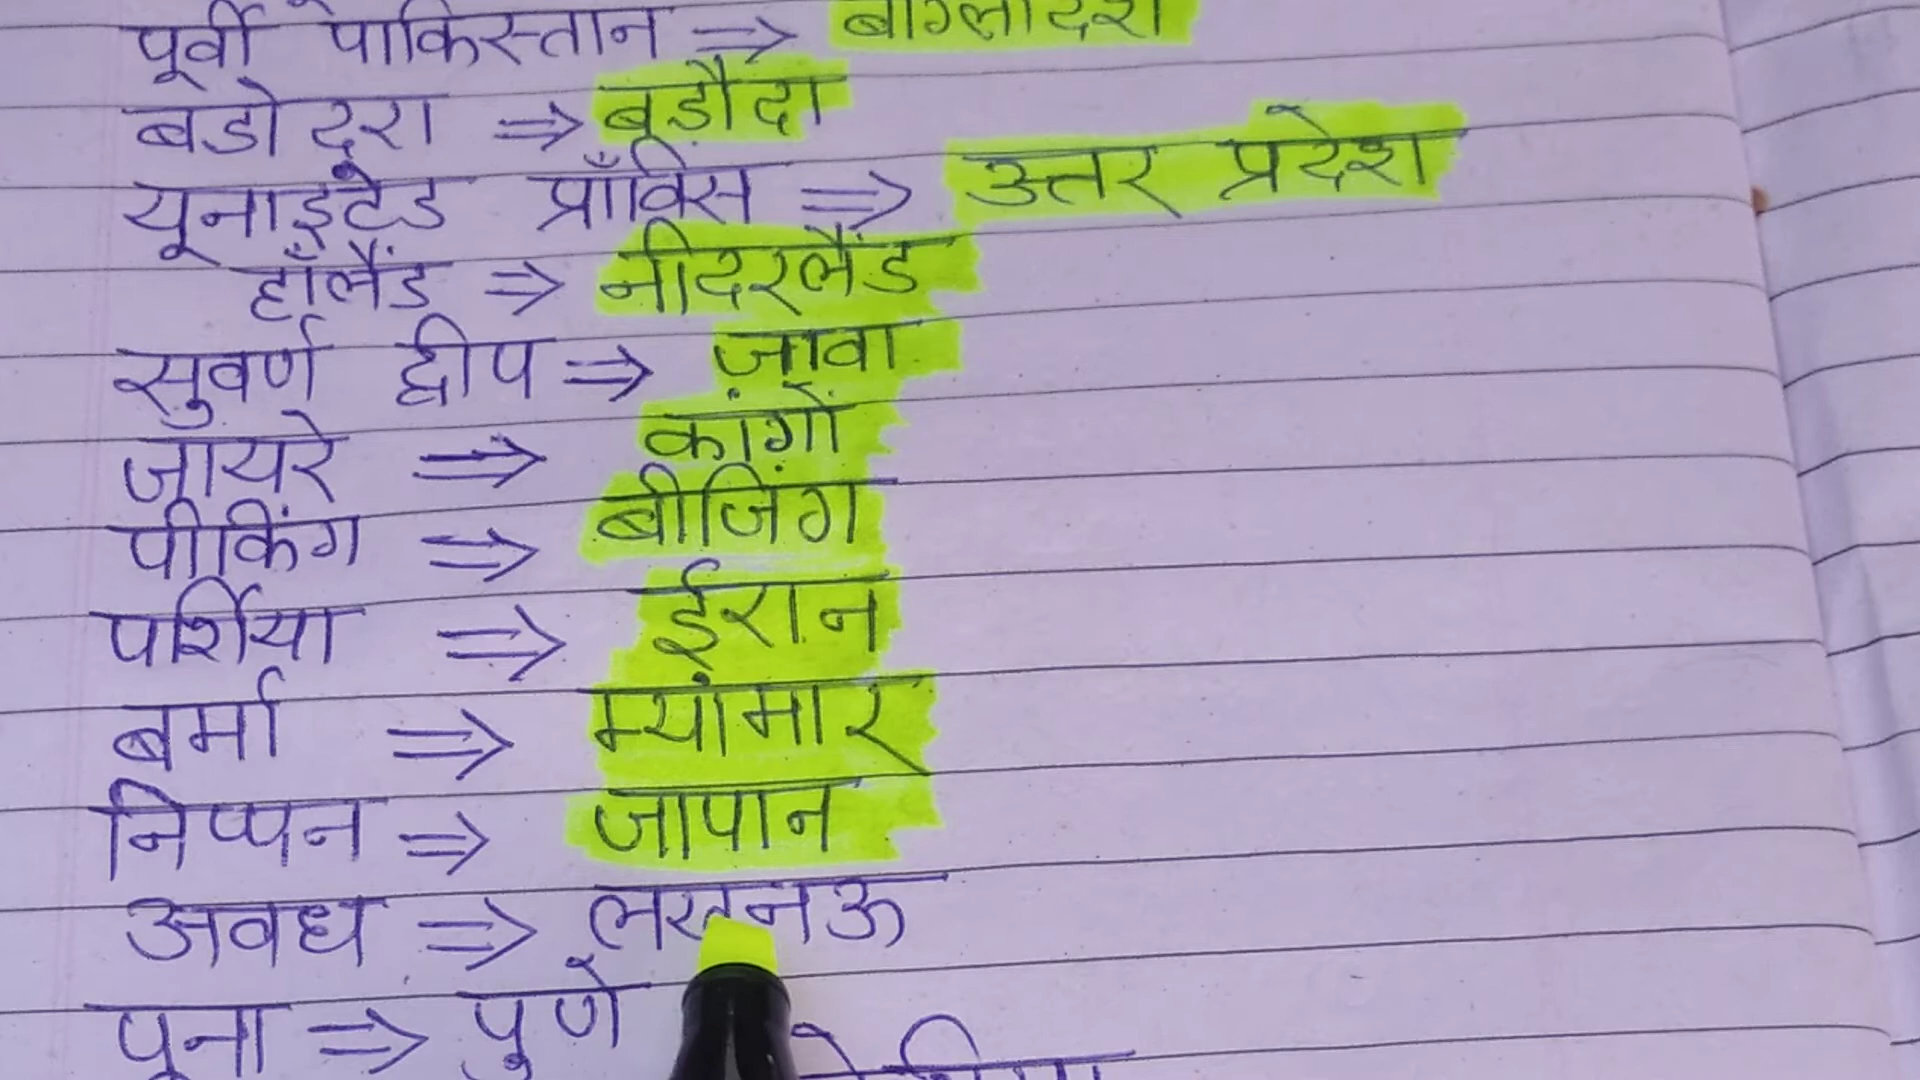 पूर्वी पाकिस्तान ⇒ बांग्लादेश
बडोदरा ⇒ बड़ौदा
यूनाइटेड प्रॉविंस ⇒ उत्तर प्रदेश
हॉलैंड ⇒ नीदरलैंड
सुवर्ण द्वीप ⇒ ज़ावा
जायरे ⇒ कांगों
पीकिंग ⇒ बीजिंग
पर्शिया ⇒ ईरान
बर्मा ⇒ म्यांमार
निप्पन ⇒ जापान
अवध ⇒ लखनऊ
पूना ⇒ पुणे